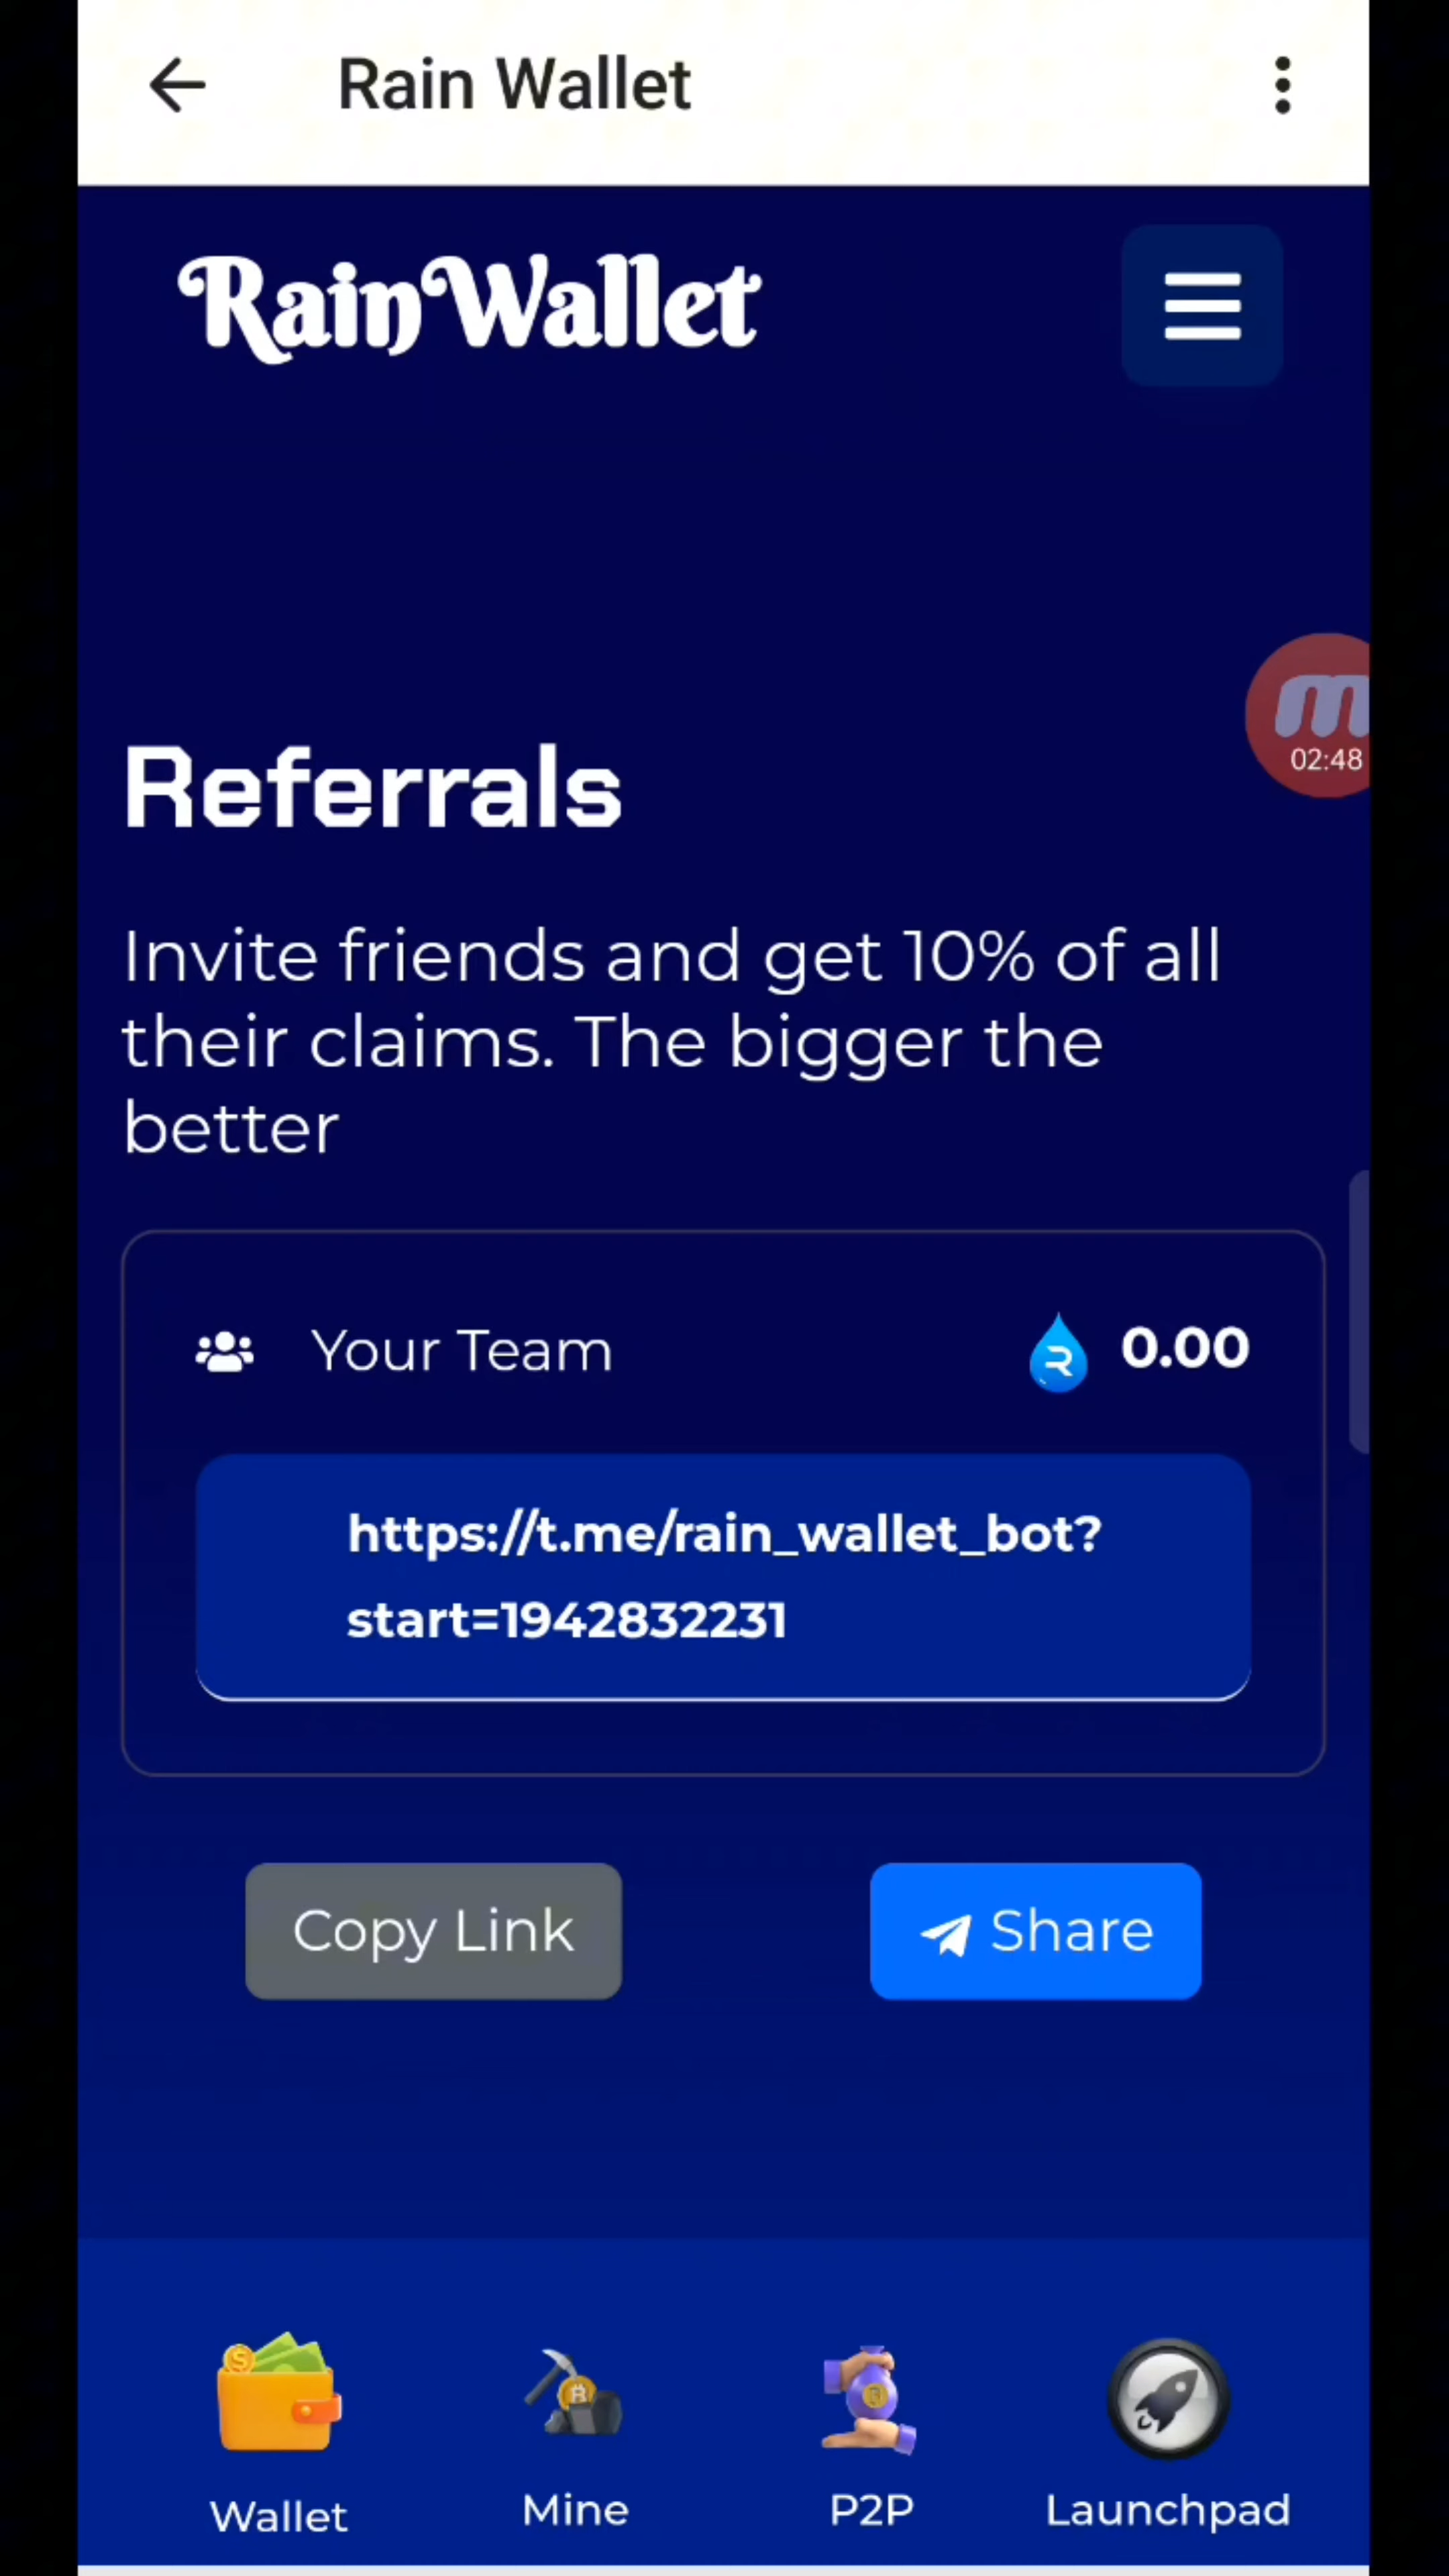 Rain Wallet
RainWallet
02:48
Referrals
Invite friends and get 10% of all
their claims. The bigger the
better
Your Team 0.00
https://t.me/rain_wallet_bot?
start=1942832231
Copy Link Share
Wallet Mine P2P Launchpad